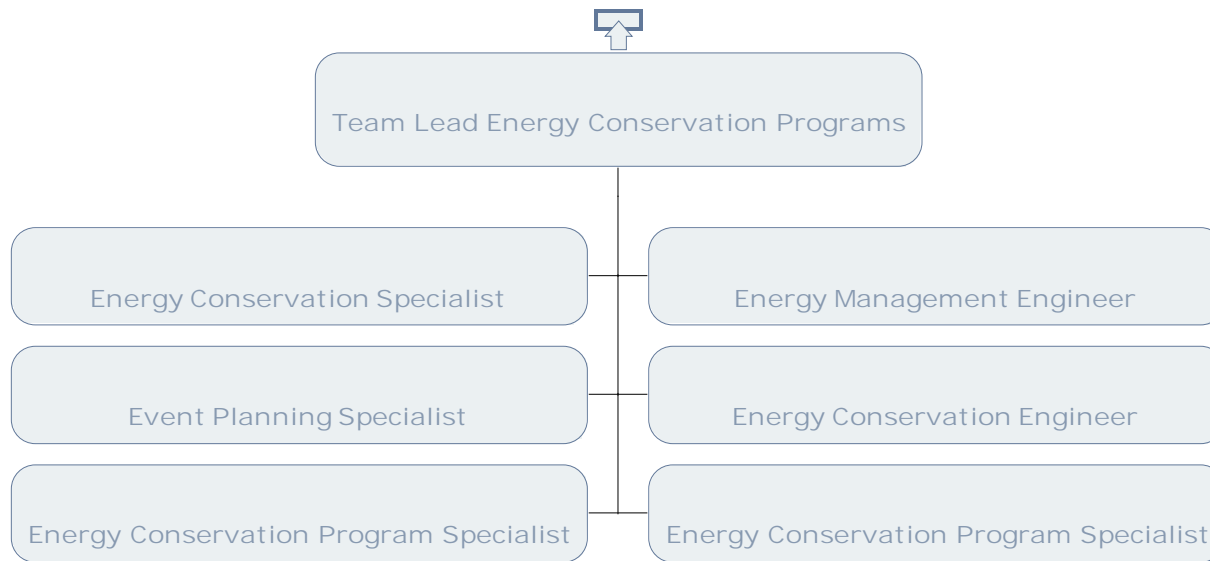 Team Lead Energy Conservation Programs
Energy Conservation Specialist
Energy Management Engineer
Event Planning Specialist
Energy Conservation Engineer
Energy Conservation Program Specialist
Energy Conservation Program Specialist